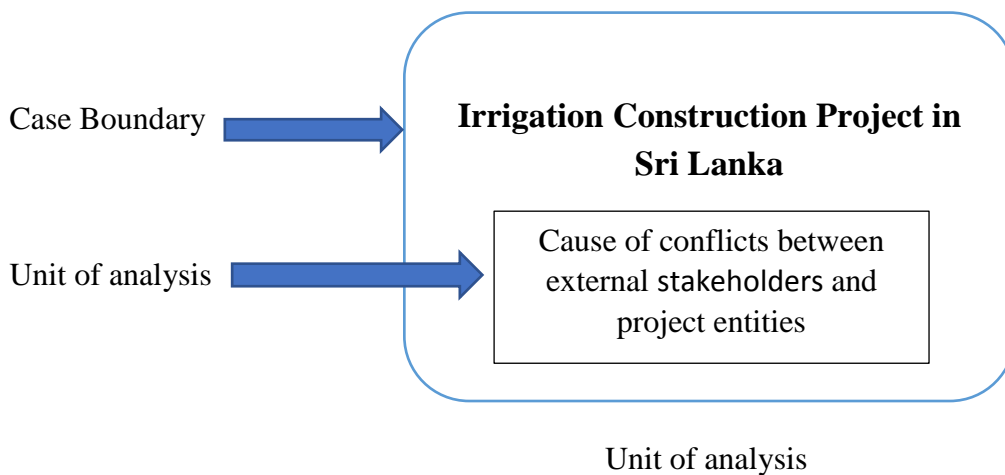 Case Boundary
Irrigation Construction Project in
Sri Lanka
Unit of analysis
Cause of conflicts between
external stakeholders and
project entities
Unit of analysis